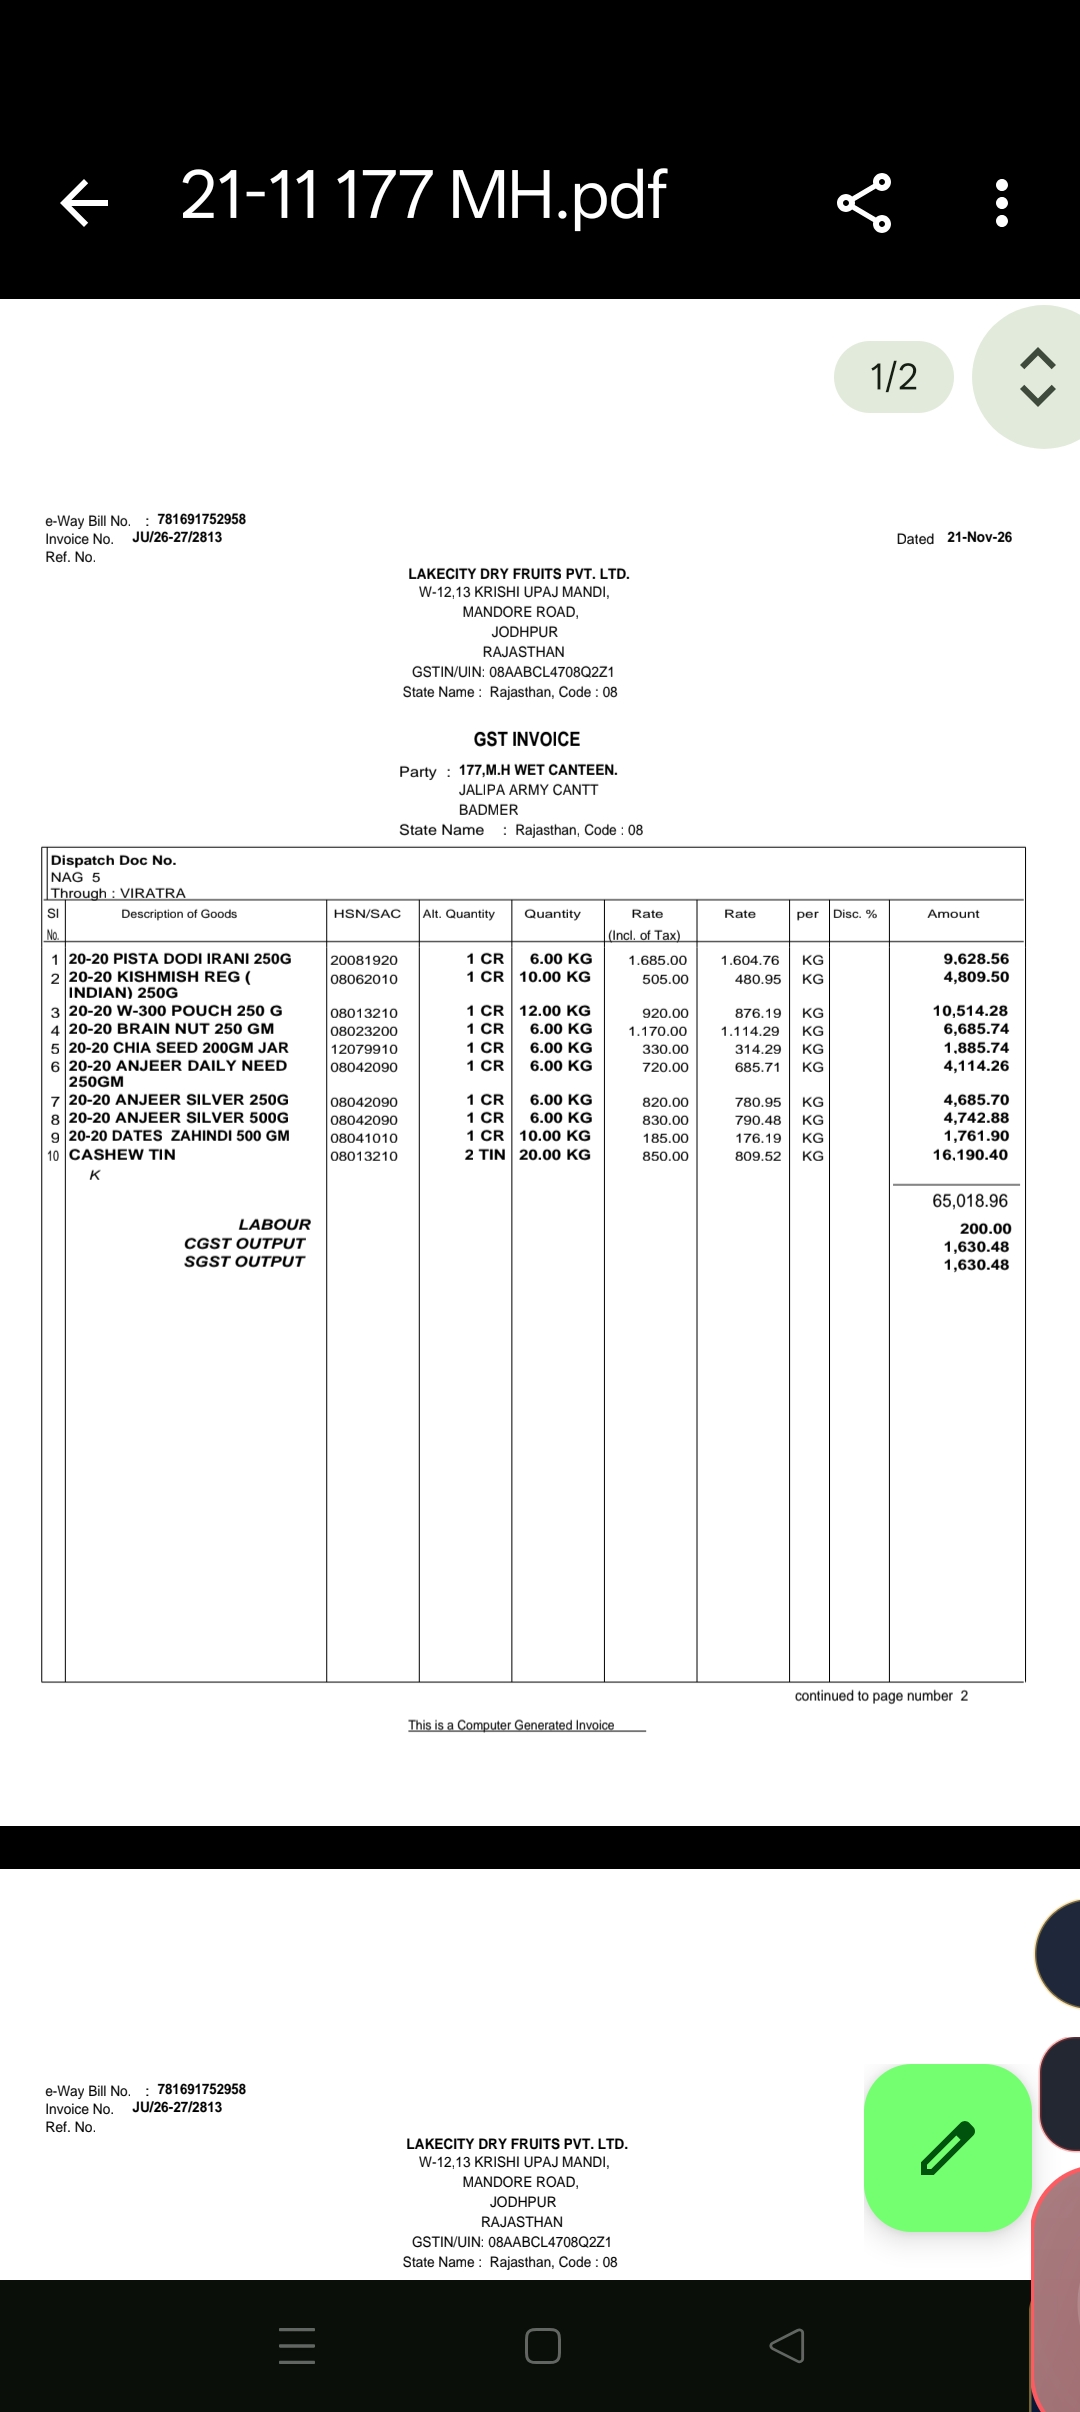 21-11 177 MH.pdf
1/2
e-Way Bill No. : 781691752958
Invoice No. JU/26-27/2813 Dated 21-Nov-26
Ref. No.
LAKECITY DRY FRUITS PVT. LTD.
W-12,13 KRISHI UPAJ MANDI,
MANDORE ROAD,
JODHPUR
RAJASTHAN
GSTIN/UIN: 08AABCL4708Q2Z1
State Name : Rajasthan, Code : 08
GST INVOICE
Party : 177,M.H WET CANTEEN.
JALIPA ARMY CANTT
BADMER
State Name : Rajasthan, Code : 08
Dispatch Doc No.
NAG 5
Through : VIRATRA
Sl Description of Goods HSN/SAC Alt. Quantity Quantity Rate Rate per Disc. % Amount
No. (Incl. of Tax)
1 20-20 PISTA DODI IRANI 250G 20081920 1 CR 6.00 KG 1.685.00 1.604.76 KG 9,628.56
2 20-20 KISHMISH REG ( 08062010 1 CR 10.00 KG 505.00 480.95 KG 4,809.50
INDIAN) 250G
3 20-20 W-300 POUCH 250 G 08013210 1 CR 12.00 KG 920.00 876.19 KG 10,514.28
4 20-20 BRAIN NUT 250 GM 08023200 1 CR 6.00 KG 1.170.00 1.114.29 KG 6,685.74
5 20-20 CHIA SEED 200GM JAR 12079910 1 CR 6.00 KG 330.00 314.29 KG 1,885.74
6 20-20 ANJEER DAILY NEED 08042090 1 CR 6.00 KG 720.00 685.71 KG 4,114.26
250GM
7 20-20 ANJEER SILVER 250G 08042090 1 CR 6.00 KG 820.00 780.95 KG 4,685.70
8 20-20 ANJEER SILVER 500G 08042090 1 CR 6.00 KG 830.00 790.48 KG 4,742.88
9 20-20 DATES ZAHINDI 500 GM 08041010 1 CR 10.00 KG 185.00 176.19 KG 1,761.90
10 CASHEW TIN 08013210 2 TIN 20.00 KG 850.00 809.52 KG 16,190.40
K
65,018.96
LABOUR 200.00
CGST OUTPUT 1,630.48
SGST OUTPUT 1,630.48
continued to page number 2
This is a Computer Generated Invoice
e-Way Bill No. : 781691752958
Invoice No. JU/26-27/2813
Ref. No.
LAKECITY DRY FRUITS PVT. LTD.
W-12,13 KRISHI UPAJ MANDI,
MANDORE ROAD,
JODHPUR
RAJASTHAN
GSTIN/UIN: 08AABCL4708Q2Z1
State Name : Rajasthan, Code : 08